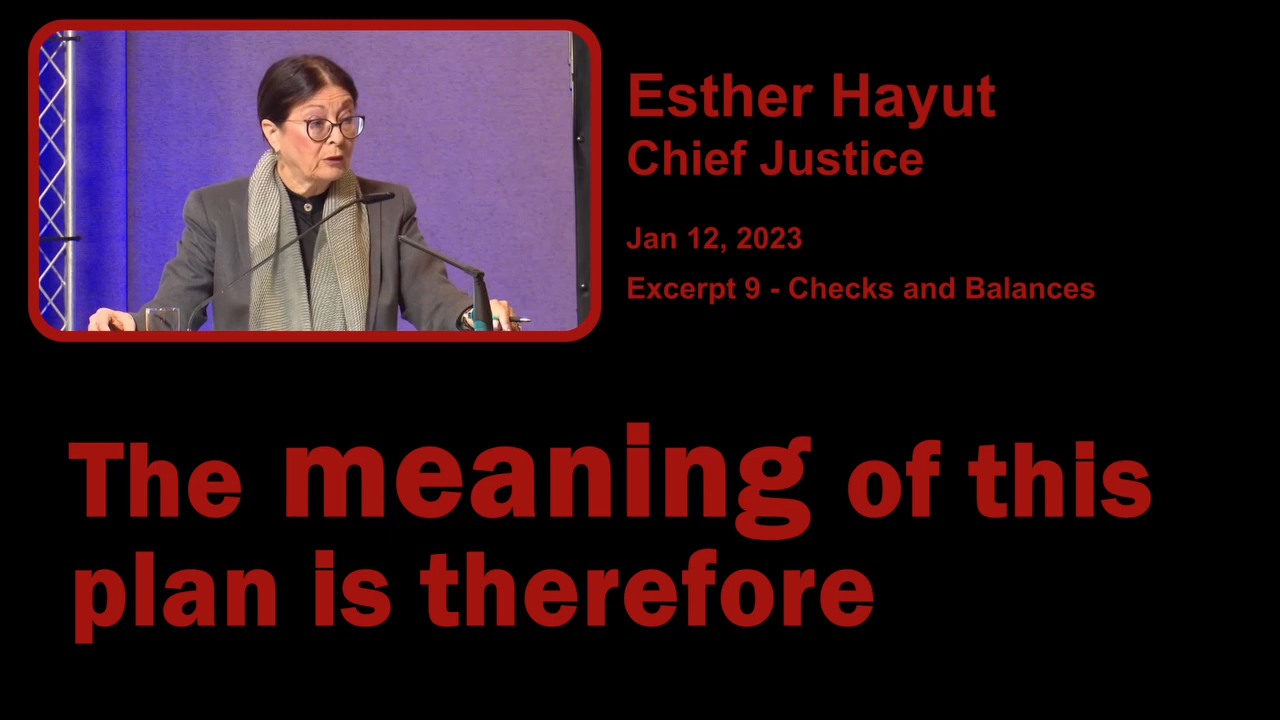 Esther Hayut
Chief Justice
Jan 12, 2023
Excerpt 9 - Checks and Balances
The meaning of this
plan is therefore